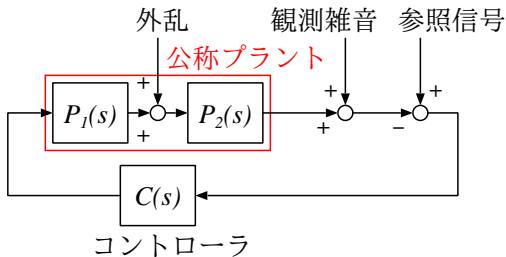 外乱 観測雑音 参照信号
公称プラント
+ + +
P₁(s) P₂(s)
+ + −
C(s)
コントローラ